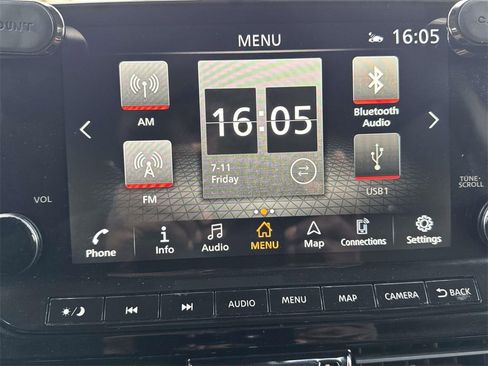 COUNT
MENU
16:05
AM
16:05
Bluetooth
Audio
FM
7-11
Friday
USB1
VOL
TUNE•
SCROLL
Phone
Info
Audio
MENU
Map
Connections
Settings
AUDIO
MENU
MAP
CAMERA
BACK